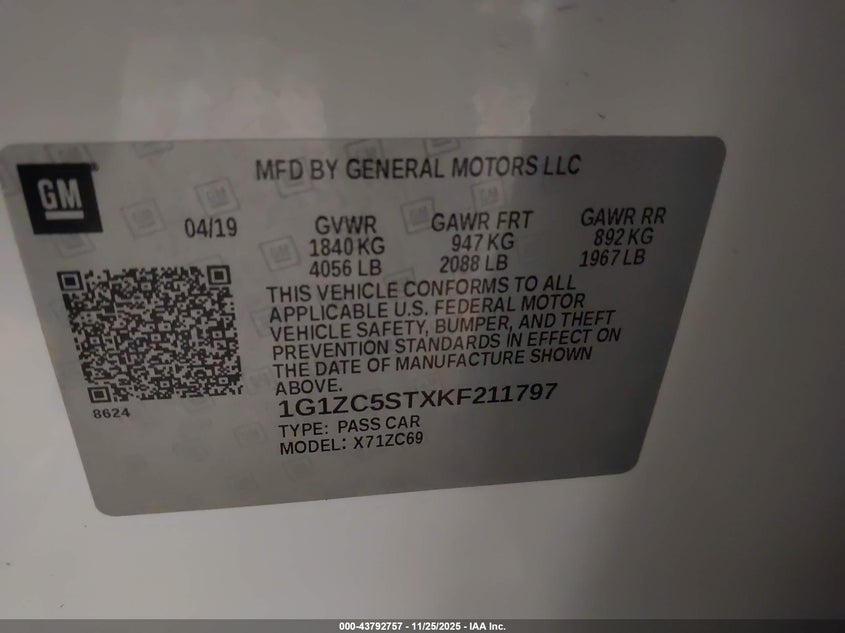 GM
MFD BY GENERAL MOTORS LLC
04/19
GVWR
1840 KG
4056 LB
GAWR FRT
947 KG
2088 LB
GAWR RR
892 KG
1967 LB
THIS VEHICLE CONFORMS TO ALL
APPLICABLE U.S. FEDERAL MOTOR
VEHICLE SAFETY, BUMPER, AND THEFT
PREVENTION STANDARDS IN EFFECT ON
THE DATE OF MANUFACTURE SHOWN
ABOVE.
8624
1G1ZC5STXKF211797
TYPE: PASS CAR
MODEL: X71ZC69
000-43792757 - 11/25/2025 - IAA Inc.